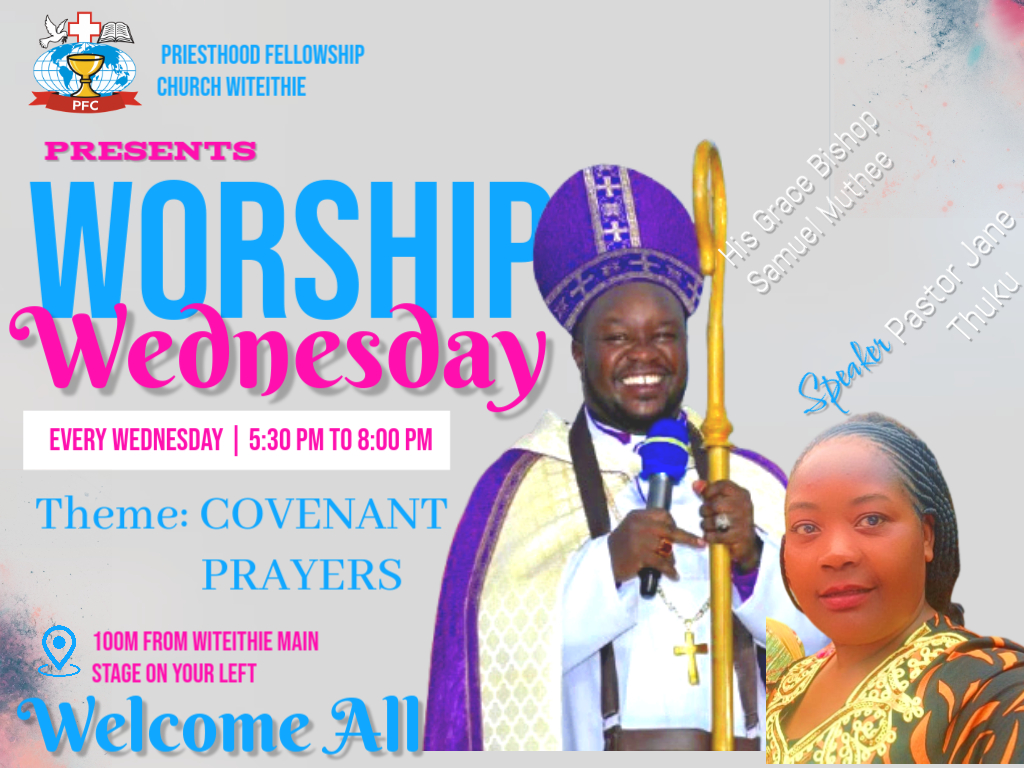 PFC
PRIESTHOOD FELLOWSHIP
CHURCH WITEITHIE
PRESENTS
WORSHIP
Wednesday
EVERY WEDNESDAY | 5:30 PM TO 8:00 PM
Theme: COVENANT
PRAYERS
100M FROM WITEITHIE MAIN
STAGE ON YOUR LEFT
Welcome All
His Grace Bishop
Samuel Muthee
Speaker Pastor Jane
Thuku